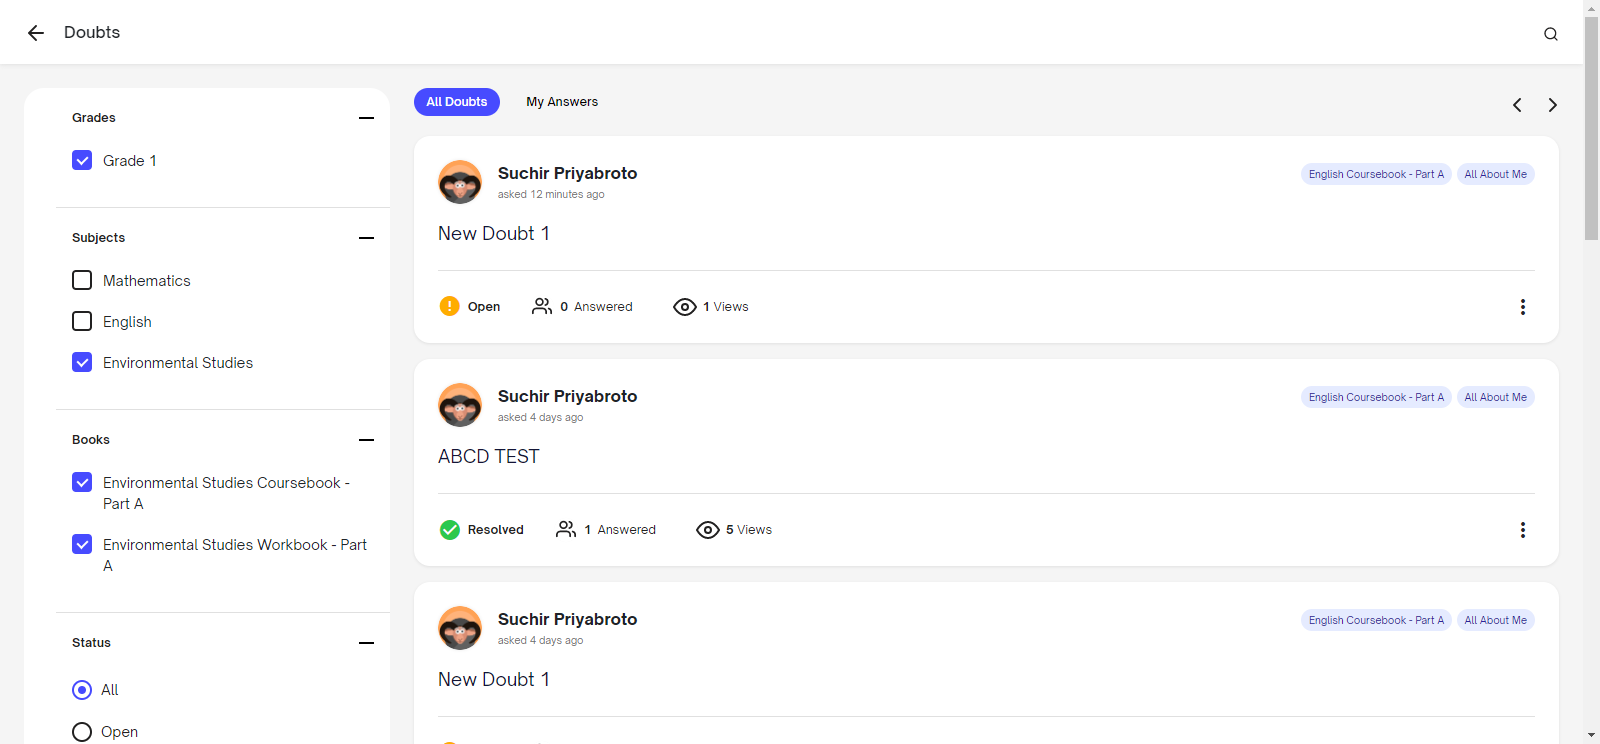 Doubts
Grades
Grade 1
Subjects
Mathematics
English
Environmental Studies
Books
Environmental Studies Coursebook -
Part A
Environmental Studies Workbook - Part
A
Status
All
Open
All Doubts
My Answers
Suchir Priyabroto
asked 12 minutes ago
English Coursebook - Part A
All About Me
New Doubt 1
Open
0 Answered
1 Views
Suchir Priyabroto
asked 4 days ago
English Coursebook - Part A
All About Me
ABCD TEST
Resolved
1 Answered
5 Views
Suchir Priyabroto
asked 4 days ago
English Coursebook - Part A
All About Me
New Doubt 1